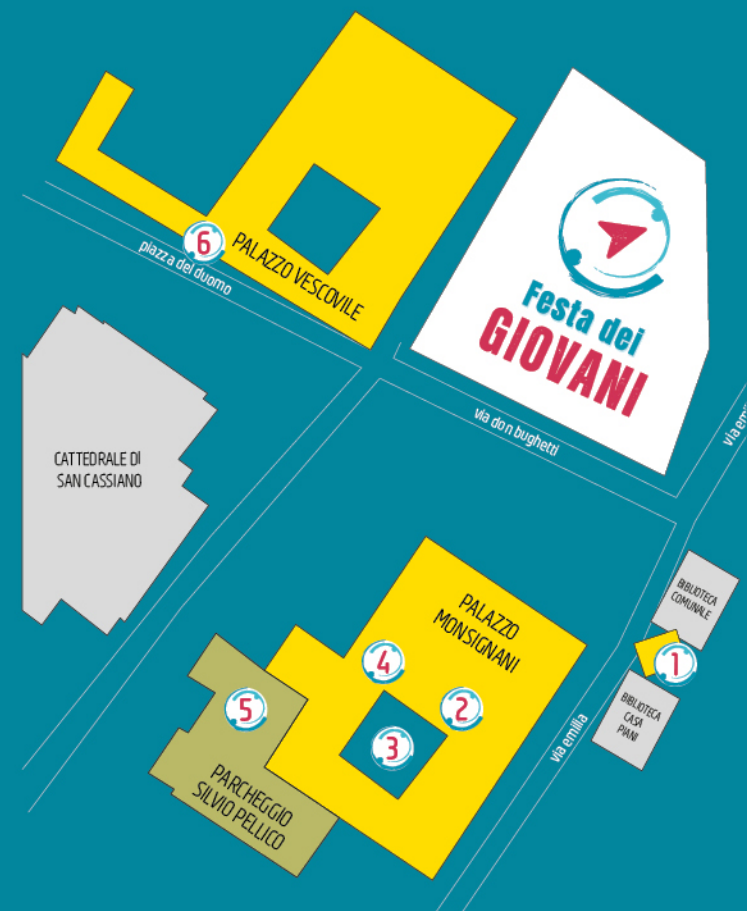 6
PALAZZO VESCOVILE
piazza del duomo
Festa dei
GIOVANI
via don bughetti
CATTEDRALE DI
SAN CASSIANO
PALAZZO
MONSIGNANI
BIBLIOTECA
COMUNALE
1
4
2
5
3
BIBLIOTECA
CASA
PIANI
via emilia
PARCHEGGIO
SILVIO PELLICO